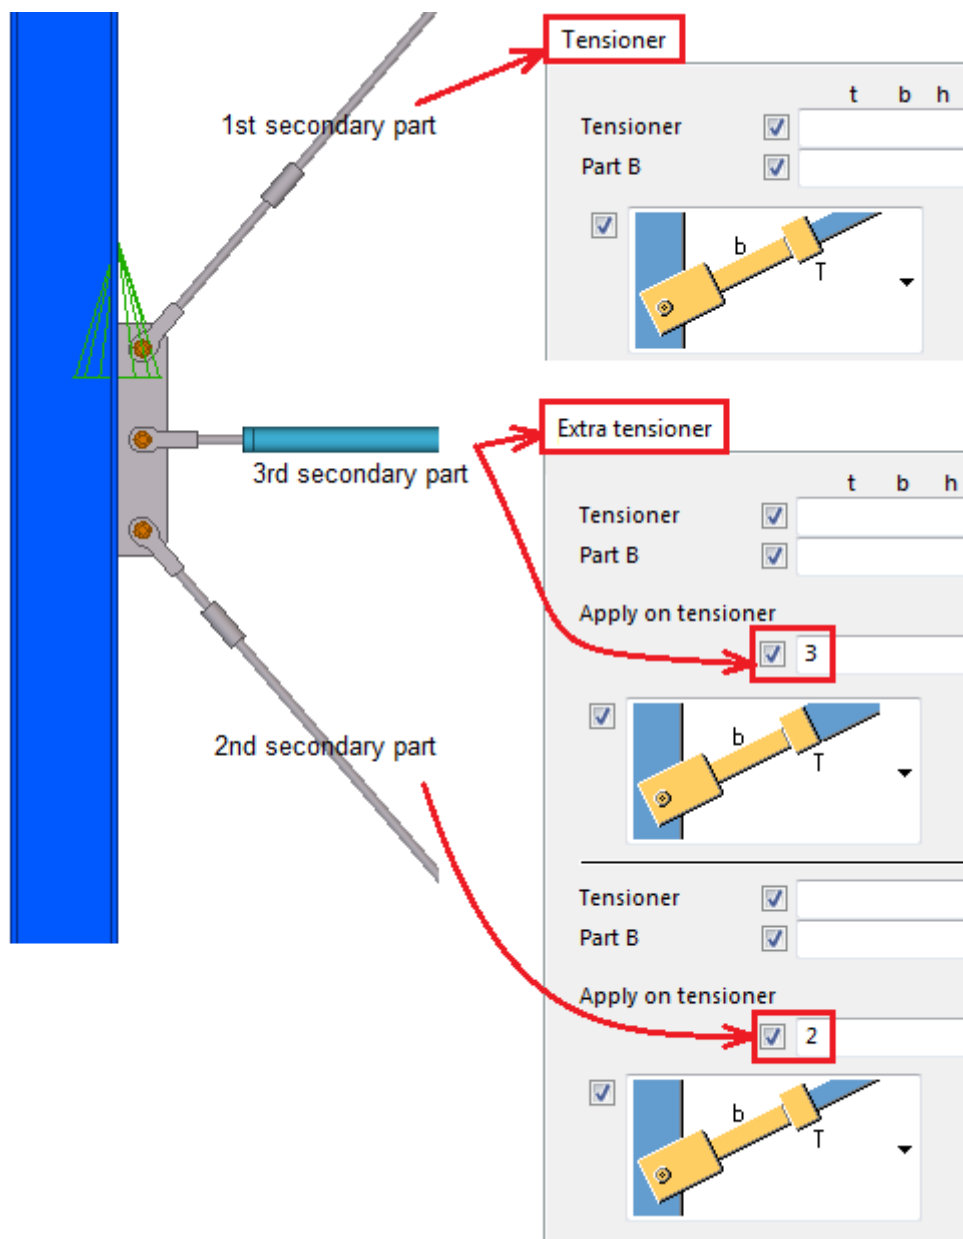 Tensioner
t b h
1st secondary part
Tensioner
Part B
b
T
Extra tensioner
3rd secondary part
t b h
Tensioner
Part B
Apply on tensioner
3
2nd secondary part
b
T
Tensioner
Part B
Apply on tensioner
2
b
T